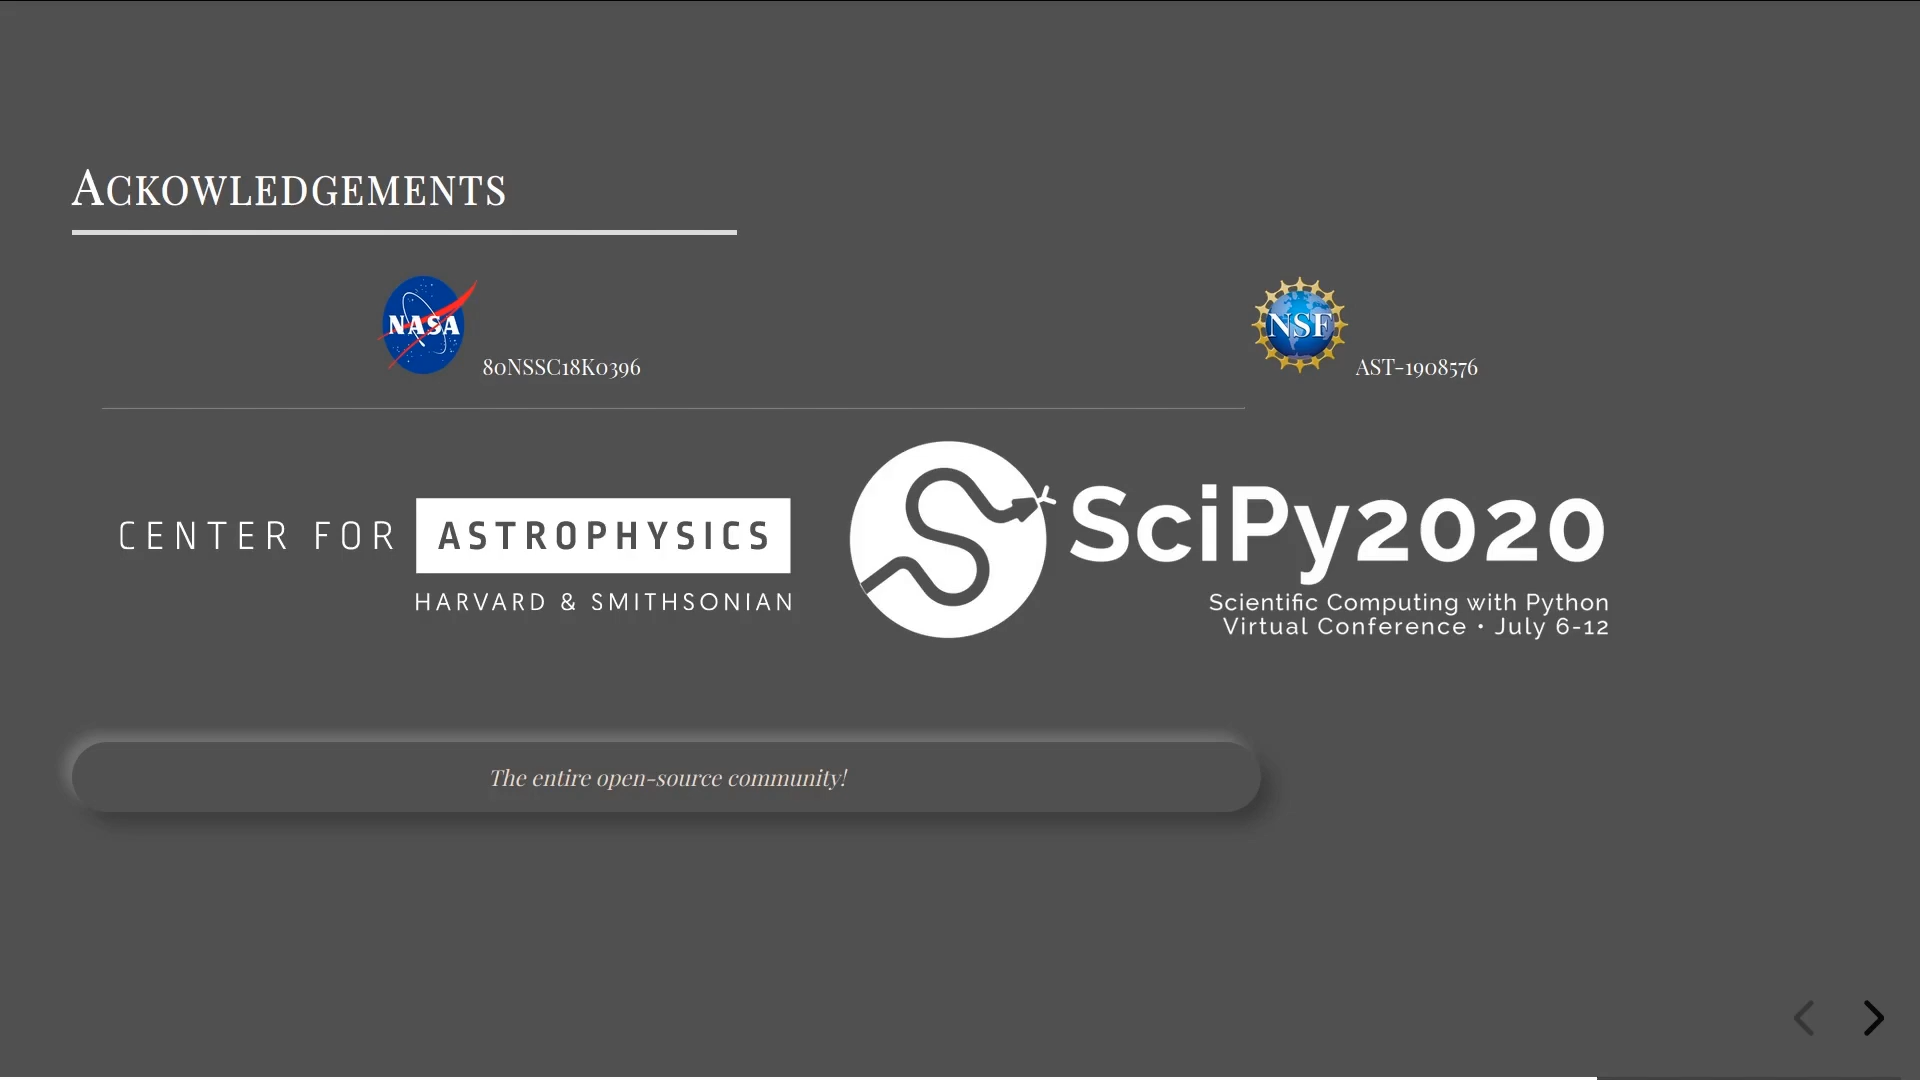 ACKOWLEDGEMENTS
NASA 80NSSC18K0396
NSF AST-1908576
CENTER FOR ASTROPHYSICS
HARVARD & SMITHSONIAN
SciPy2020
Scientific Computing with Python
Virtual Conference • July 6-12
The entire open-source community!